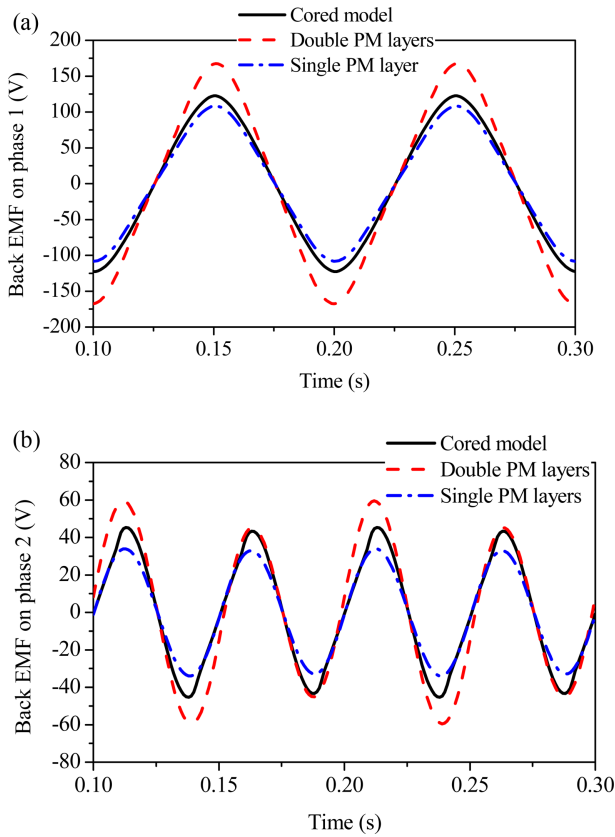 (a)
Cored model
Double PM layers
Single PM layer
200
150
100
50
0
-50
-100
-150
-200
Back EMF on phase 1 (V)
0.10
0.15
0.20
0.25
0.30
Time (s)
(b)
Cored model
Double PM layers
Single PM layers
80
60
40
20
0
-20
-40
-60
-80
Back EMF on phase 2 (V)
0.10
0.15
0.20
0.25
0.30
Time (s)